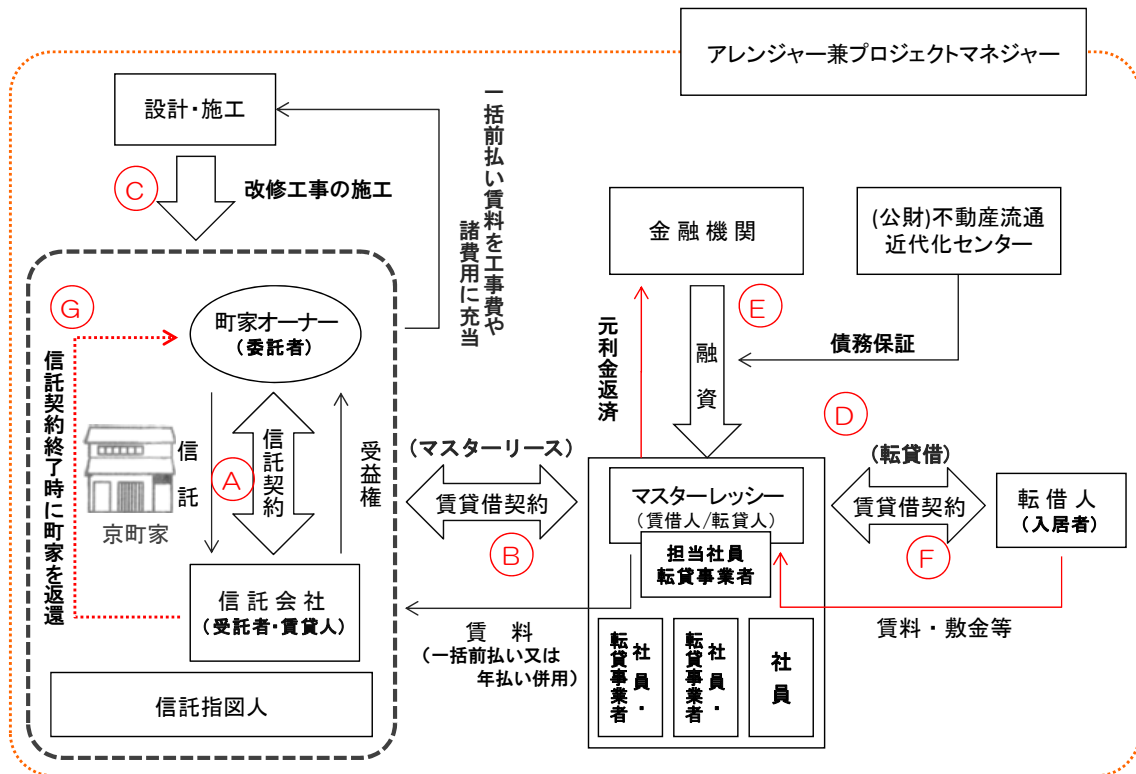 アレンジャー兼プロジェクトマネジャー
設計・施工
一括前払い賃料を工事費や
諸費用に充当
C
改修工事の施工
金融機関
(公財)不動産流通
近代化センター
G
町家オーナー
(委託者)
E
元利金返済
融資
債務保証
D
信託契約終了時に町家を返還
京町家
信託
A
信託契約
受益権
(マスターリース)
賃貸借契約
B
マスターレッシー
(賃借人/転貸人)
担当社員
転貸事業者
(転貸借)
賃貸借契約
F
転借人
(入居者)
信託会社
(受託者・賃貸人)
賃料
(一括前払い又は
年払い併用)
賃料・敷金等
社員・
転貸事業者
社員・
転貸事業者
社員
信託指図人